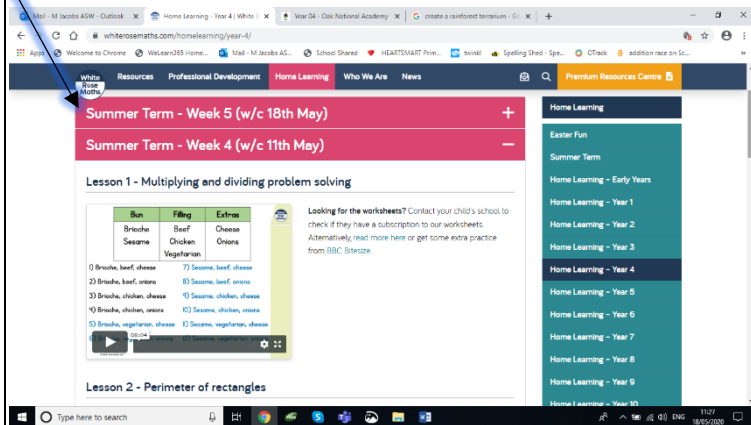 Mail - M Jacobs ASW - Outlook
Home Learning - Year 4 | White R
Year 04 - Oak National Academy
create a rainforest terrarium - Go
whiterosemaths.com/homelearning/year-4/
Apps
Welcome to Chrome
WeLearn365 Home...
Mail - M Jacobs AS...
School Shared
HEARTSMART Prim...
twinkl
Spelling Shed - Spe...
OTrack
addition race on Sc...
White Rose Maths
Resources
Professional Development
Home Learning
Who We Are
News
Premium Resources Centre
Summer Term - Week 5 (w/c 18th May)
Summer Term - Week 4 (w/c 11th May)
Lesson 1 - Multiplying and dividing problem solving
Bun Filling Extras
Brioche Beef Cheese
Sesame Chicken Onions
Vegetarian
1) Brioche, beef, cheese
2) Brioche, beef, onions
3) Brioche, chicken, cheese
4) Brioche, chicken, onions
5) Brioche, vegetarian, cheese
7) Sesame, beef, cheese
8) Sesame, beef, onions
9) Sesame, chicken, cheese
10) Sesame, chicken, onions
11) Sesame, vegetarian, cheese
08:04
Looking for the worksheets? Contact your child's school to
check if they have a subscription to our worksheets.
Alternatively, read more here or get some extra practice
from BBC Bitesize.
Lesson 2 - Perimeter of rectangles
Home Learning
Easter Fun
Summer Term
Home Learning – Early Years
Home Learning – Year 1
Home Learning – Year 2
Home Learning – Year 3
Home Learning – Year 4
Home Learning – Year 5
Home Learning – Year 6
Home Learning – Year 7
Home Learning – Year 8
Home Learning – Year 9
Home Learning – Year 10
Type here to search
ENG
11:27
18/05/2020